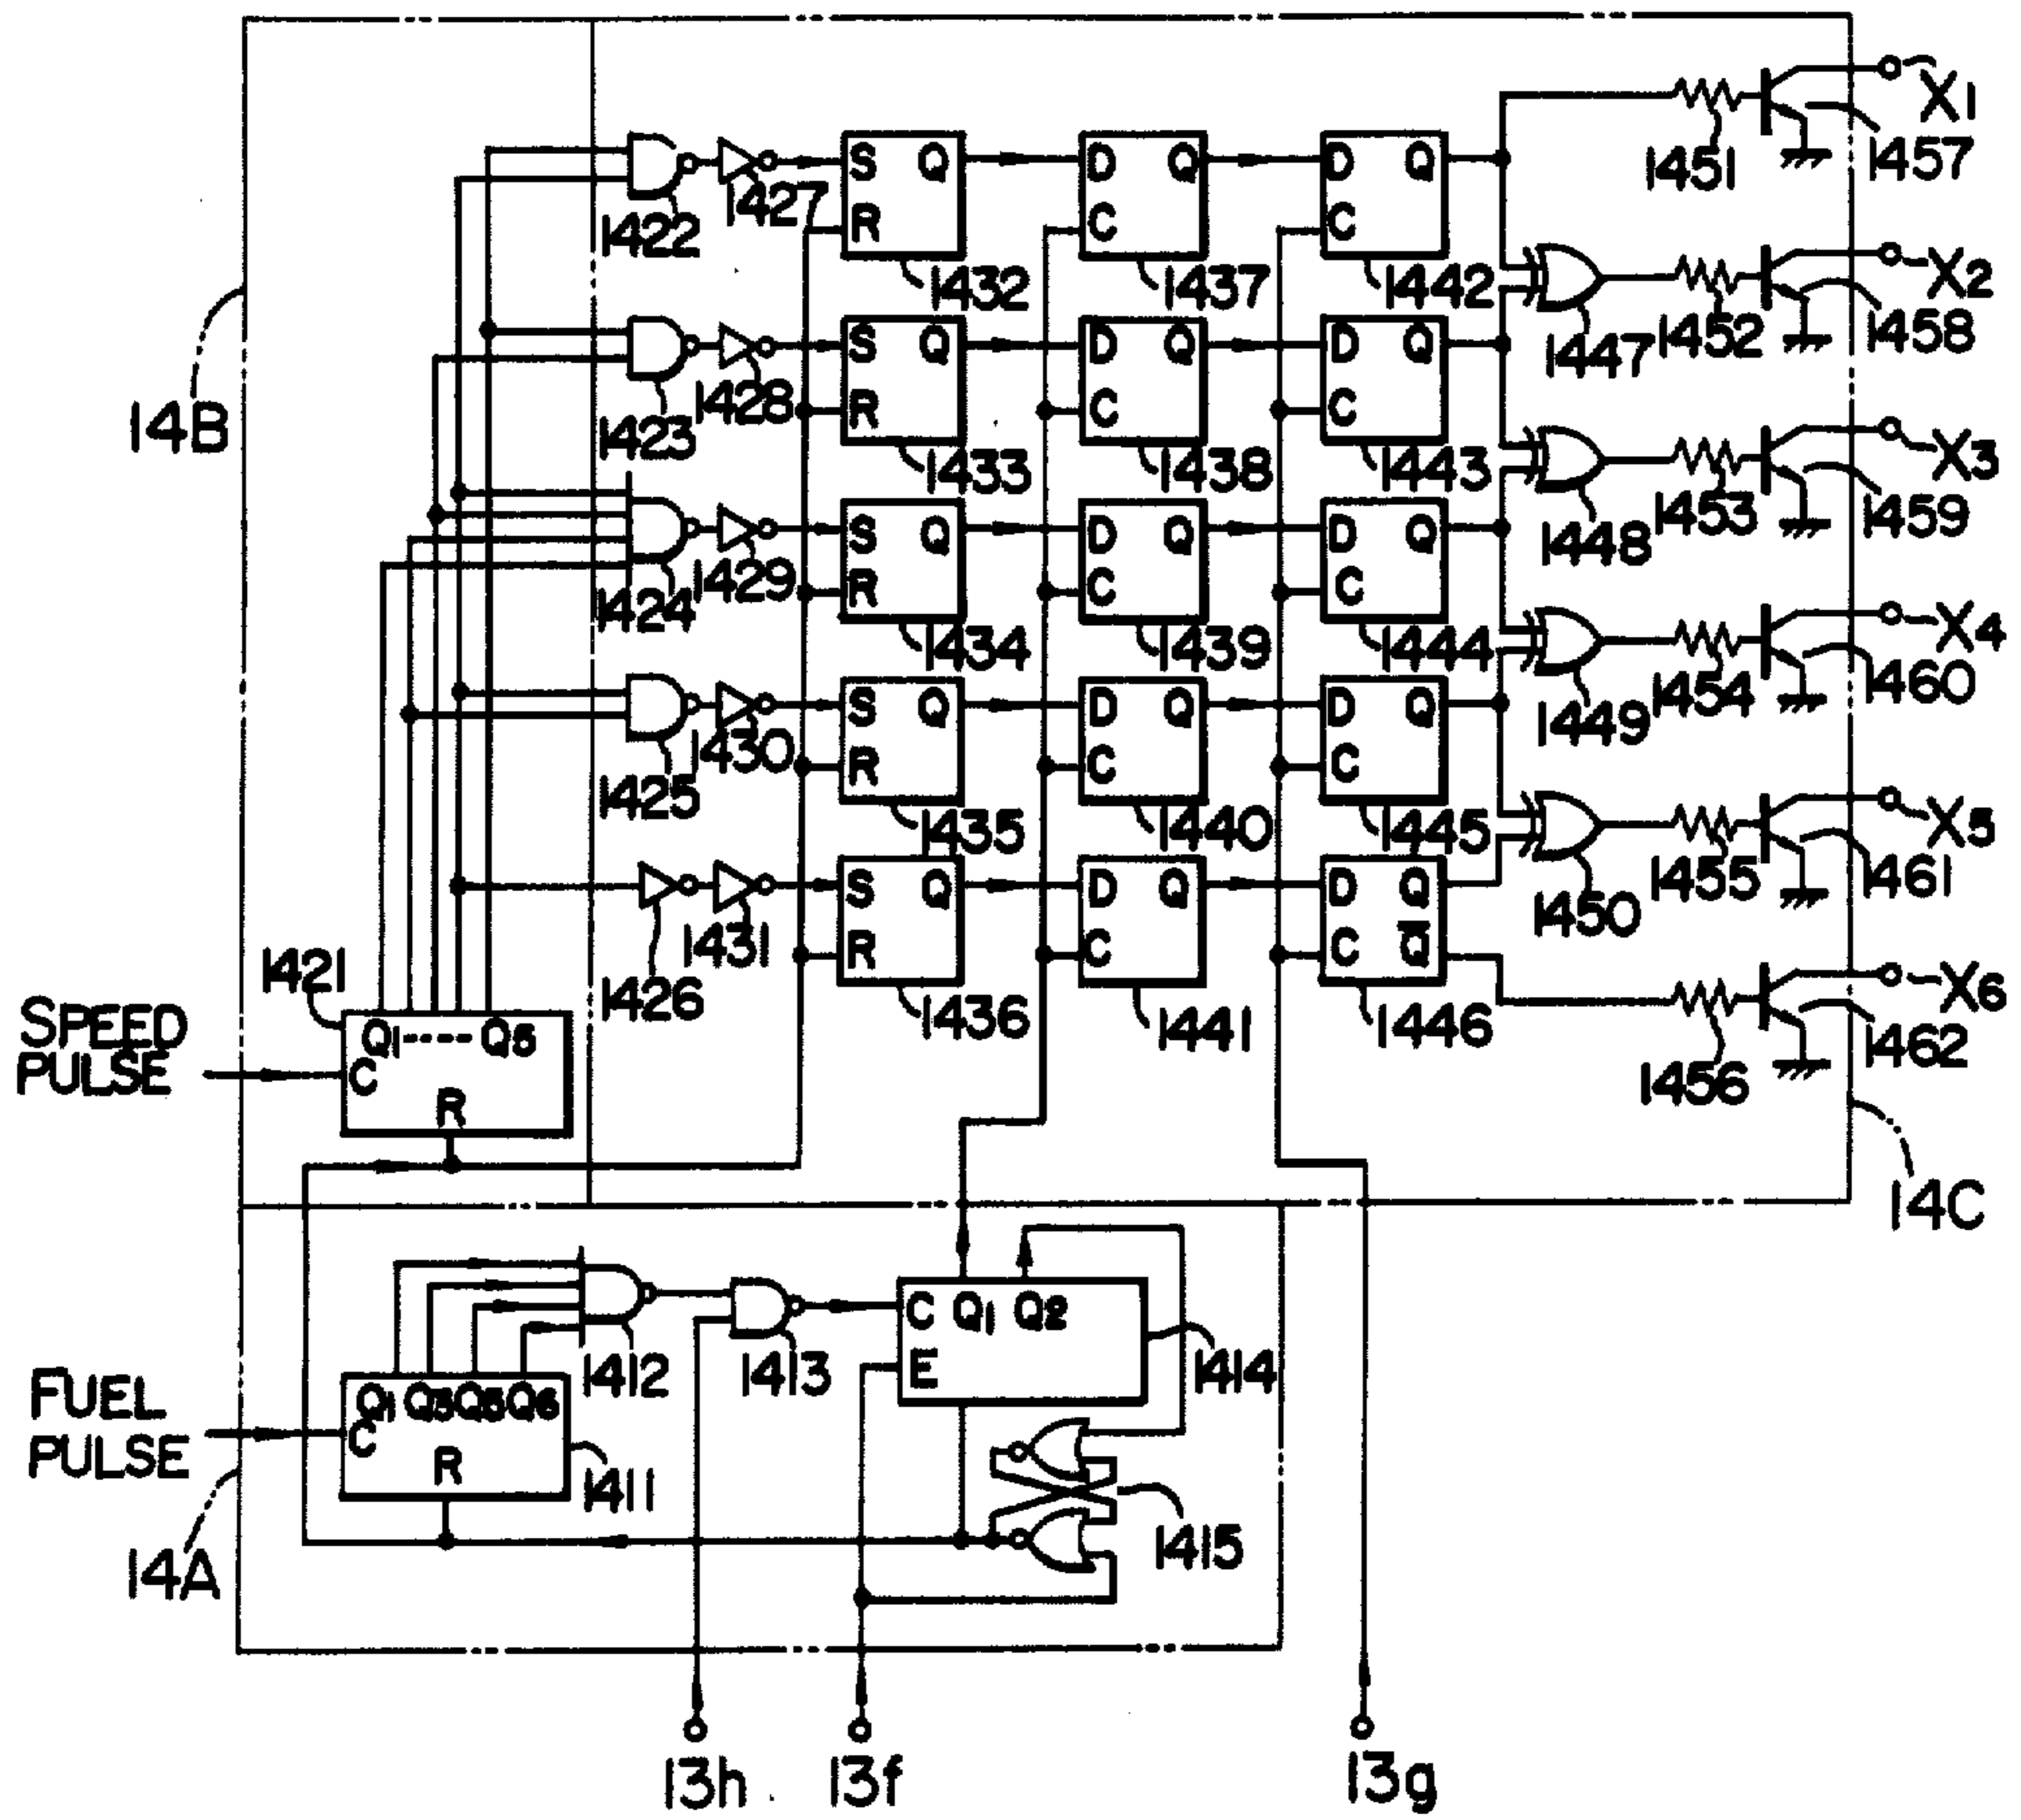 X1
1451
1457
S Q
D Q
D Q
1427
R
C
C
1422
1432
1437
1442
X2
1447
1452
1458
S Q
D Q
D Q
1428
R
C
C
1423
14B
1433
1438
1443
X3
1448
1453
1459
S Q
D Q
D Q
1429
R
C
C
1424
1434
1439
1444
X4
1449
1454
1460
S Q
D Q
D Q
1430
R
C
C
1425
1435
1440
1445
X5
1450
1455
1461
S Q
D Q
D Q
1431
R
C
C Q̅
1426
1436
1441
1446
X6
1456
1462
1421
SPEED
PULSE
Q1---- Q5
C
R
14C
C Q1 Q2
E
1412
1413
1414
FUEL
PULSE
Q1 Q3 Q5 Q6
C
R
1411
1415
14A
13h
13f
13g